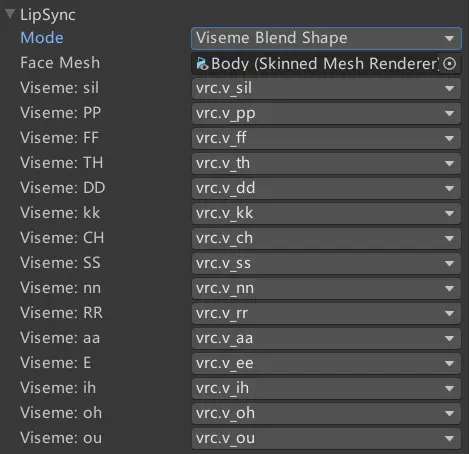 LipSync
Mode Viseme Blend Shape
Face Mesh Body (Skinned Mesh Renderer)
Viseme: sil vrc.v_sil
Viseme: PP vrc.v_pp
Viseme: FF vrc.v_ff
Viseme: TH vrc.v_th
Viseme: DD vrc.v_dd
Viseme: kk vrc.v_kk
Viseme: CH vrc.v_ch
Viseme: SS vrc.v_ss
Viseme: nn vrc.v_nn
Viseme: RR vrc.v_rr
Viseme: aa vrc.v_aa
Viseme: E vrc.v_ee
Viseme: ih vrc.v_ih
Viseme: oh vrc.v_oh
Viseme: ou vrc.v_ou